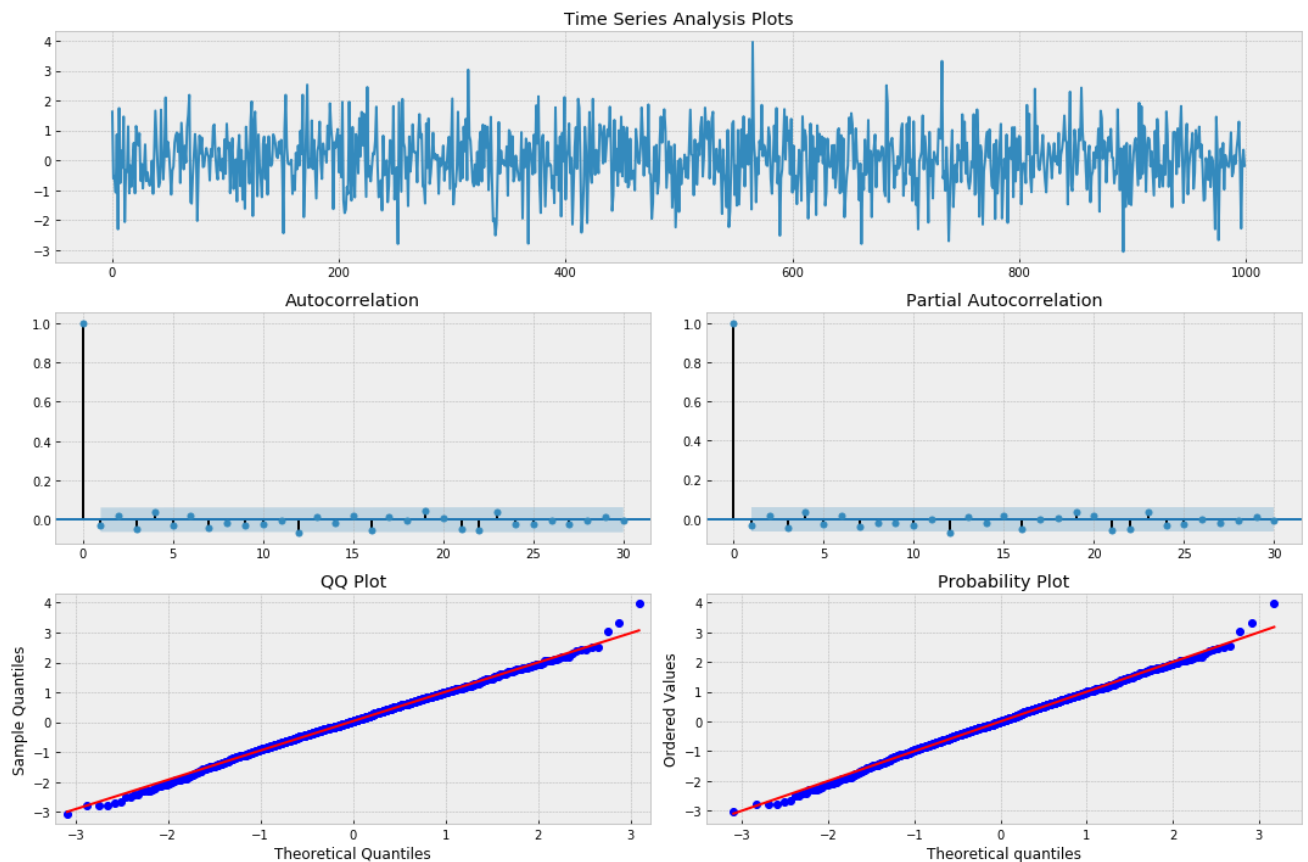 Time Series Analysis Plots
4
3
2
1
0
−1
−2
−3
0 200 400 600 800 1000
Autocorrelation
1.0
0.8
0.6
0.4
0.2
0.0
0 5 10 15 20 25 30
Partial Autocorrelation
1.0
0.8
0.6
0.4
0.2
0.0
0 5 10 15 20 25 30
QQ Plot
Sample Quantiles
4
3
2
1
0
−1
−2
−3
−3 −2 −1 0 1 2 3
Theoretical Quantiles
Probability Plot
Ordered Values
4
3
2
1
0
−1
−2
−3
−3 −2 −1 0 1 2 3
Theoretical quantiles